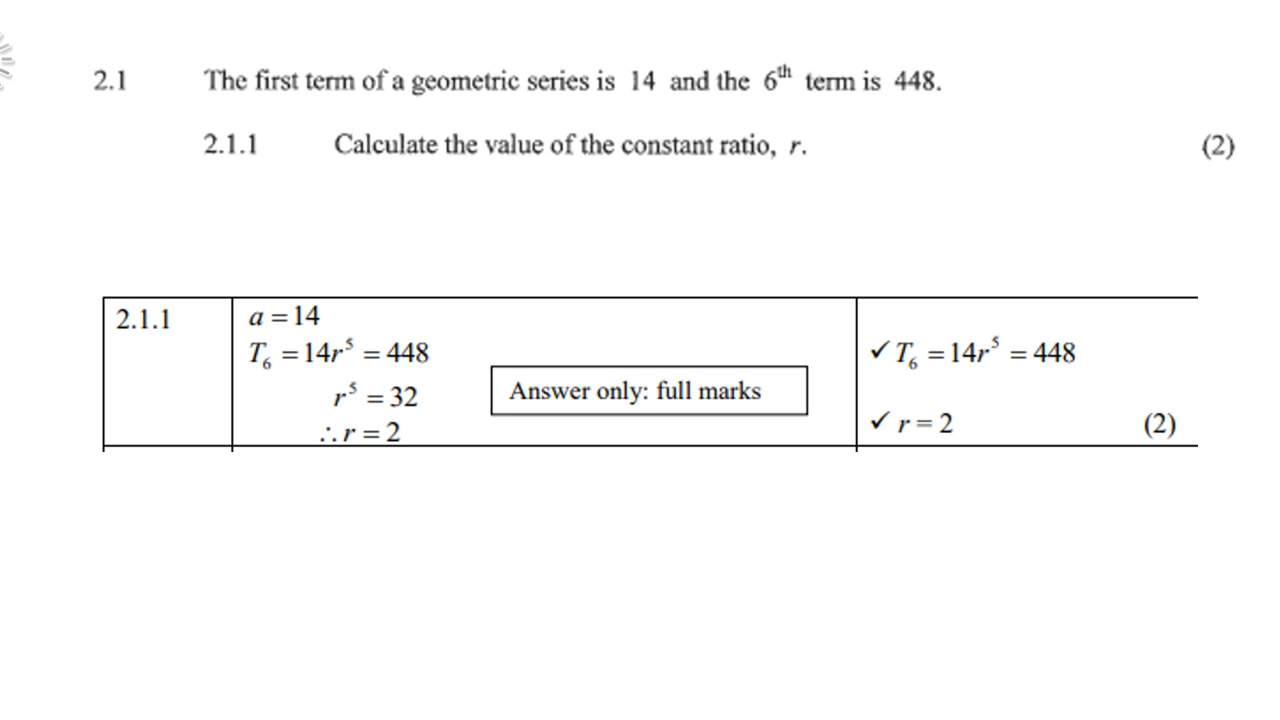 2.1 The first term of a geometric series is 14 and the 6th term is 448.
2.1.1 Calculate the value of the constant ratio, r. (2)
2.1.1 a = 14
T₆ = 14r⁵ = 448 ✓ T₆ = 14r⁵ = 448
r⁵ = 32 Answer only: full marks
∴ r = 2 ✓ r = 2 (2)